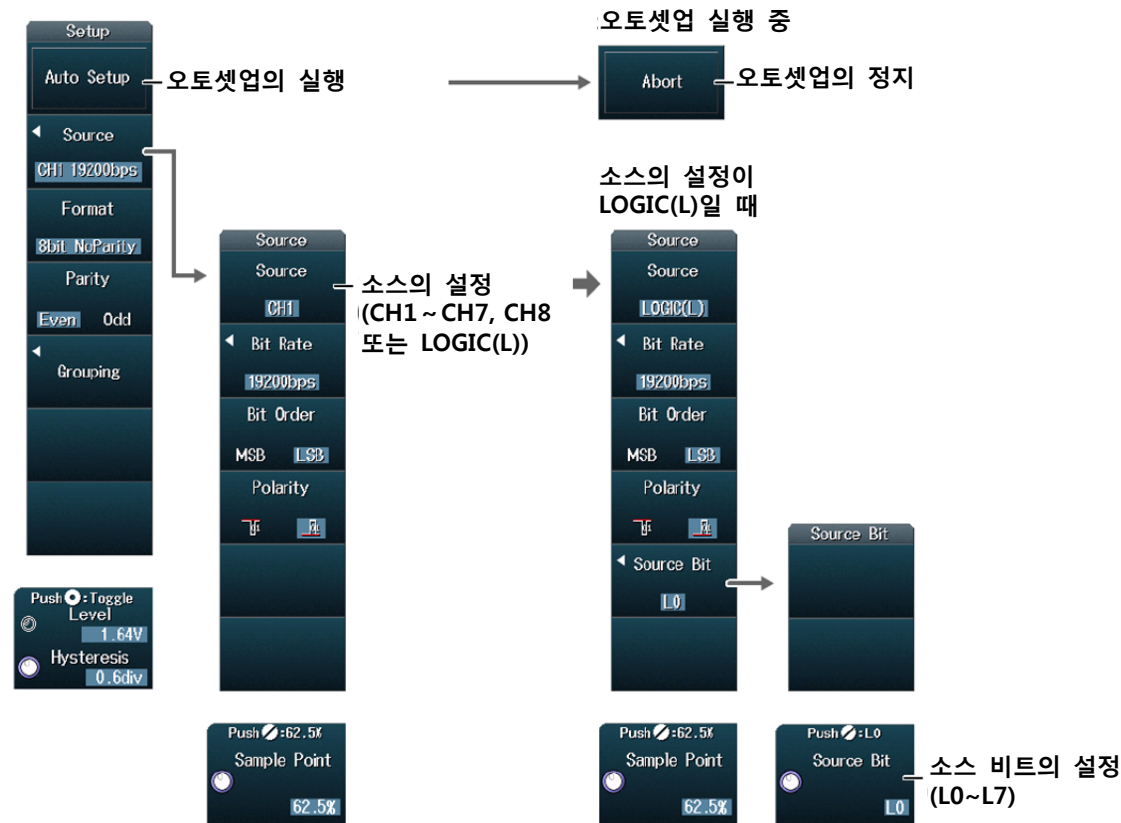 Setup
Auto Setup
오토셋업의 실행
:오토셋업 실행 중
Abort
오토셋업의 정지
Source
CH1 19200bps
Format
8bit NoParity
Parity
Even Odd
Grouping
Push :Toggle
Level
1.64V
Hysteresis
0.6div
Source
Source
CH1
소스의 설정
(CH1~CH7, CH8
또는 LOGIC(L))
Bit Rate
19200bps
Bit Order
MSB LSB
Polarity
Push :62.5%
Sample Point
62.5%
소스의 설정이
LOGIC(L)일 때
Source
Source
LOGIC(L)
Bit Rate
19200bps
Bit Order
MSB LSB
Polarity
Source Bit
L0
Push :62.5%
Sample Point
62.5%
Source Bit
Push :L0
Source Bit
L0
소스 비트의 설정
(L0~L7)